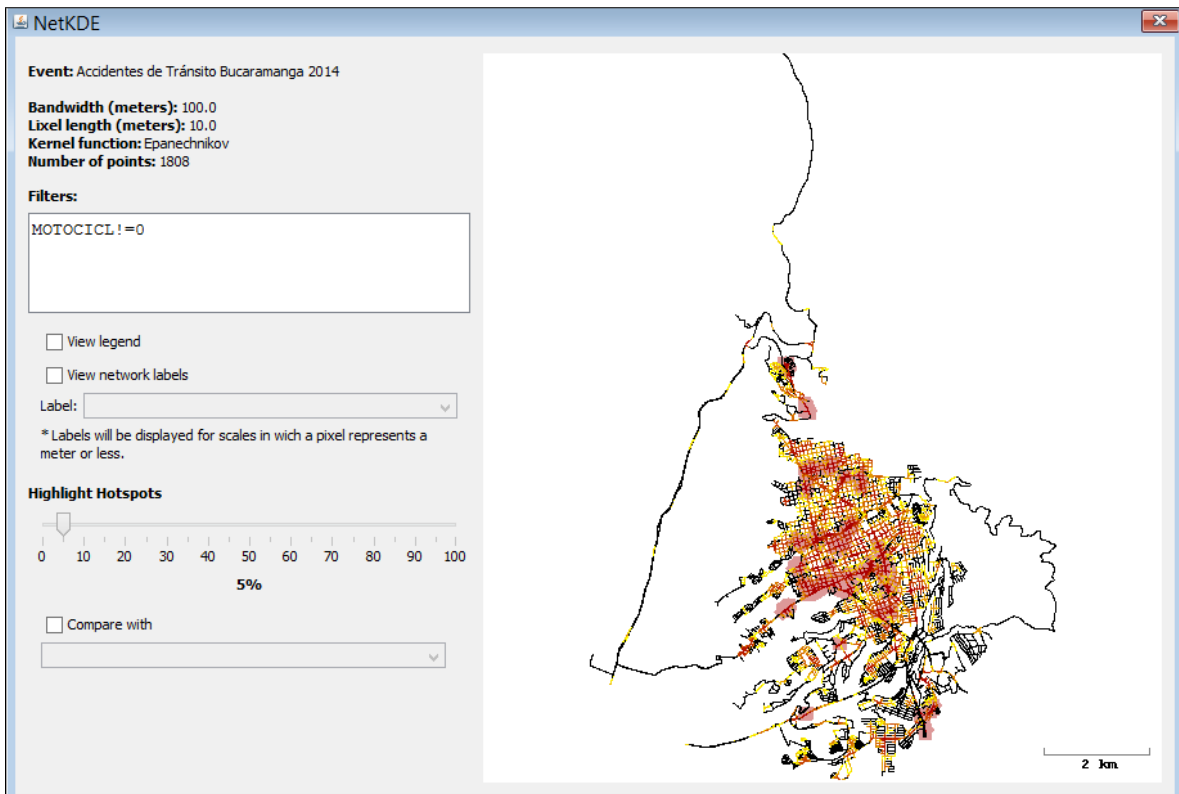 NetKDE
Event: Accidentes de Tránsito Bucaramanga 2014
Bandwidth (meters): 100.0
Lixel length (meters): 10.0
Kernel function: Epanechnikov
Number of points: 1808
Filters:
MOTOCICL!=0
View legend
View network labels
Label:
* Labels will be displayed for scales in wich a pixel represents a
meter or less.
Highlight Hotspots
0 10 20 30 40 50 60 70 80 90 100
5%
Compare with
2 km